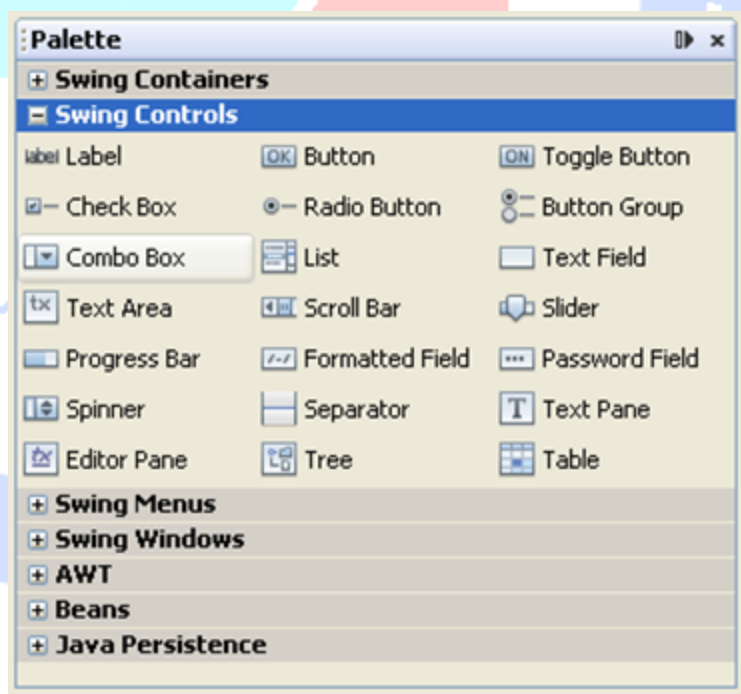 Palette
Swing Containers
Swing Controls
label Label OK Button ON Toggle Button
Check Box Radio Button Button Group
Combo Box List Text Field
tx Text Area Scroll Bar Slider
Progress Bar Formatted Field Password Field
Spinner Separator T Text Pane
Editor Pane Tree Table
Swing Menus
Swing Windows
AWT
Beans
Java Persistence